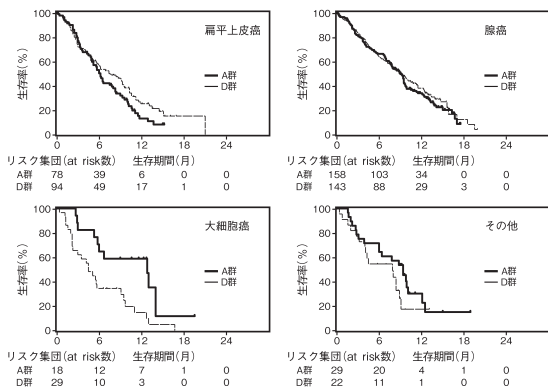 扁平上皮癌
生存率(%)
100
80
60
40
20
0
A群
D群
0 6 12 18 24
リスク集団(at risk数) 生存期間(月)
A群 78 39 6 0 0
D群 94 49 17 1 0
腺癌
生存率(%)
100
80
60
40
20
0
A群
D群
0 6 12 18 24
リスク集団(at risk数) 生存期間(月)
A群 158 103 34 0 0
D群 143 88 29 3 0
大細胞癌
生存率(%)
100
80
60
40
20
0
A群
D群
0 6 12 18 24
リスク集団(at risk数) 生存期間(月)
A群 18 12 7 1 0
D群 29 10 3 0 0
その他
生存率(%)
100
80
60
40
20
0
A群
D群
0 6 12 18 24
リスク集団(at risk数) 生存期間(月)
A群 29 20 4 1 0
D群 22 11 1 0 0